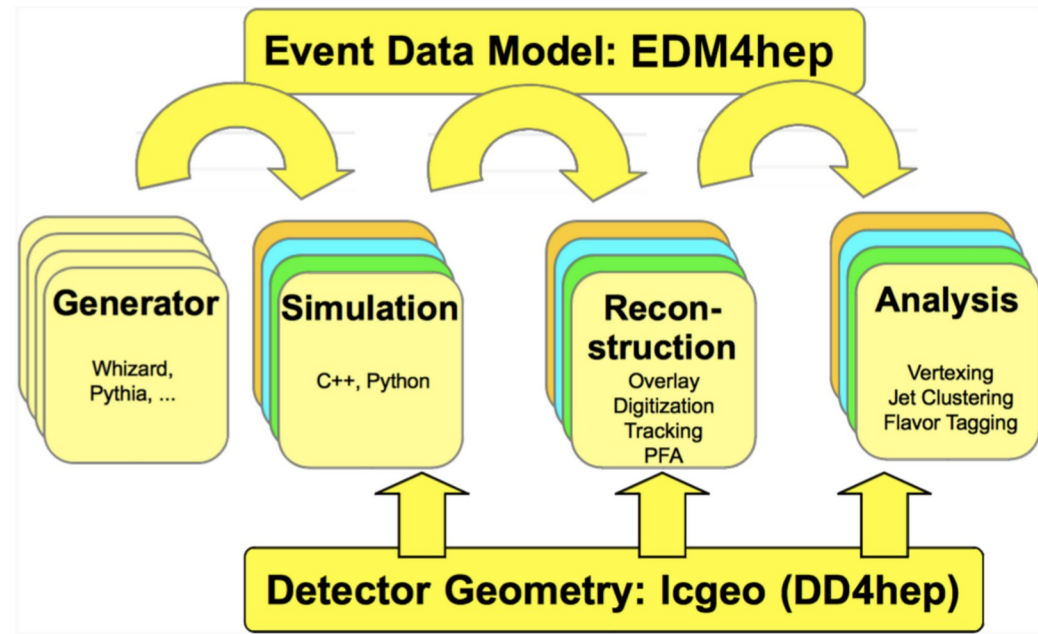 Event Data Model: EDM4hep
Generator
Whizard,
Pythia, ...
Simulation
C++, Python
Recon-
struction
Overlay
Digitization
Tracking
PFA
Analysis
Vertexing
Jet Clustering
Flavor Tagging
Detector Geometry: lcgeo (DD4hep)